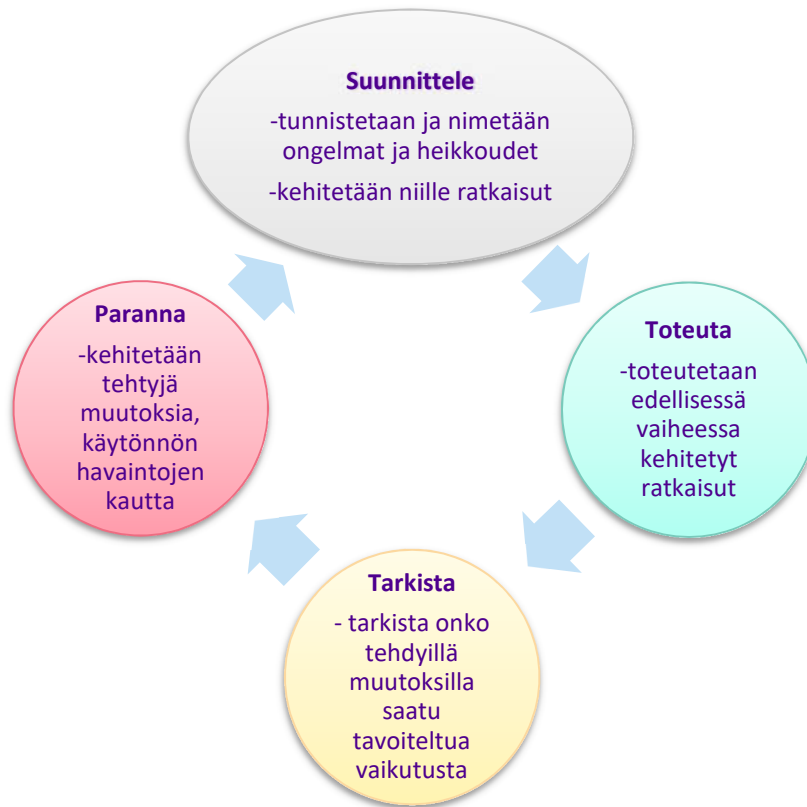 Suunnittele
-tunnistetaan ja nimetään
ongelmat ja heikkoudet
-kehitetään niille ratkaisut
Toteuta
-toteutetaan
edellisessä
vaiheessa
kehitetyt
ratkaisut
Tarkista
- tarkista onko
tehdyillä
muutoksilla
saatu
tavoiteltua
vaikutusta
Paranna
-kehitetään
tehtyjä
muutoksia,
käytönnön
havaintojen
kautta